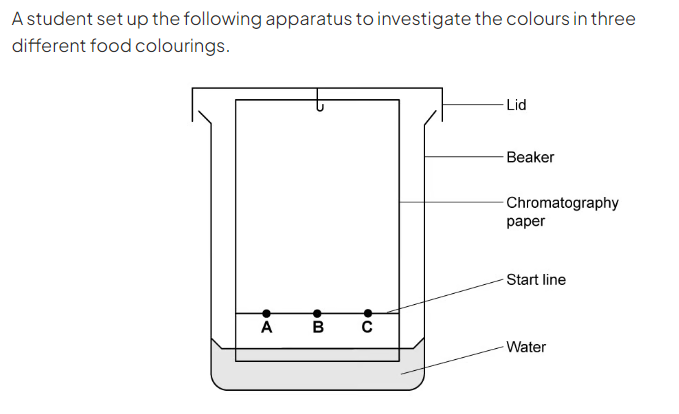 A student set up the following apparatus to investigate the colours in three
different food colourings.
Lid
Beaker
Chromatography
paper
Start line
A B C
Water